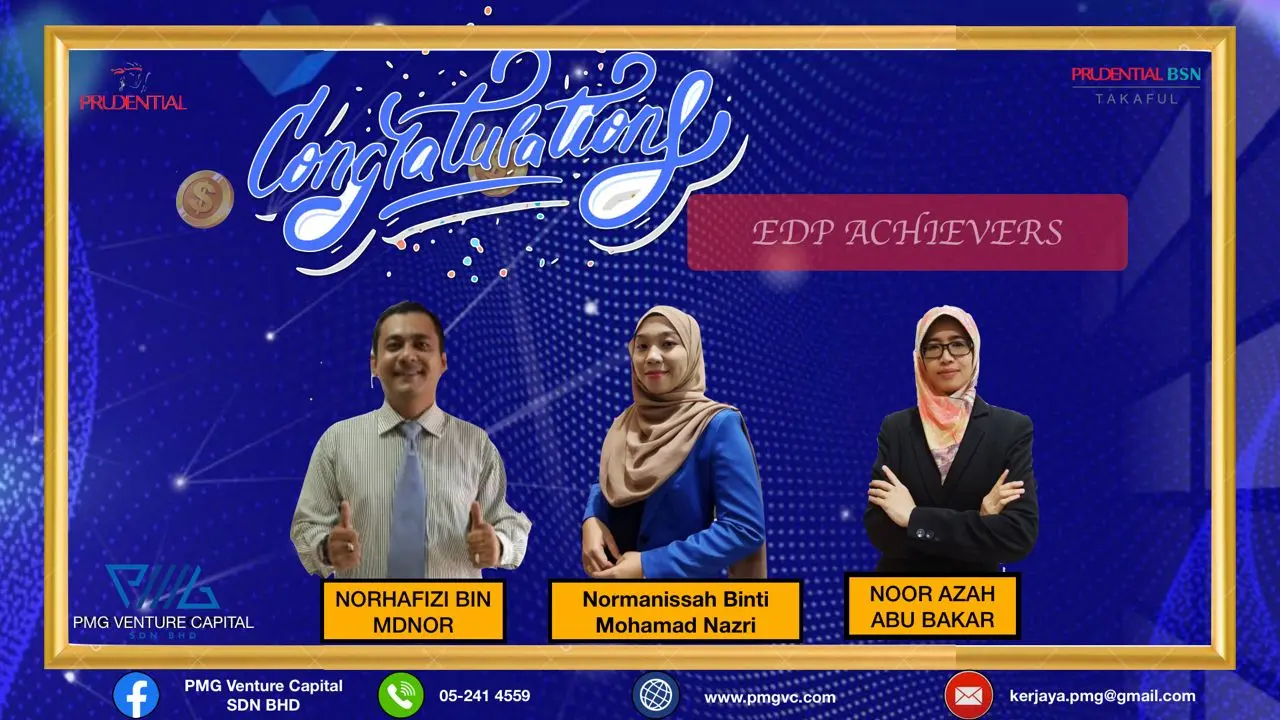 PRUDENTIAL
PRUDENTIAL BSN
TAKAFUL
Congratulations
EDP ACHIEVERS
NORHAFIZI BIN
MDNOR
Normanissah Binti
Mohamad Nazri
NOOR AZAH
ABU BAKAR
PMG
PMG VENTURE CAPITAL
SDN BHD
PMG Venture Capital
SDN BHD
05-241 4559
www.pmgvc.com
kerjaya.pmg@gmail.com